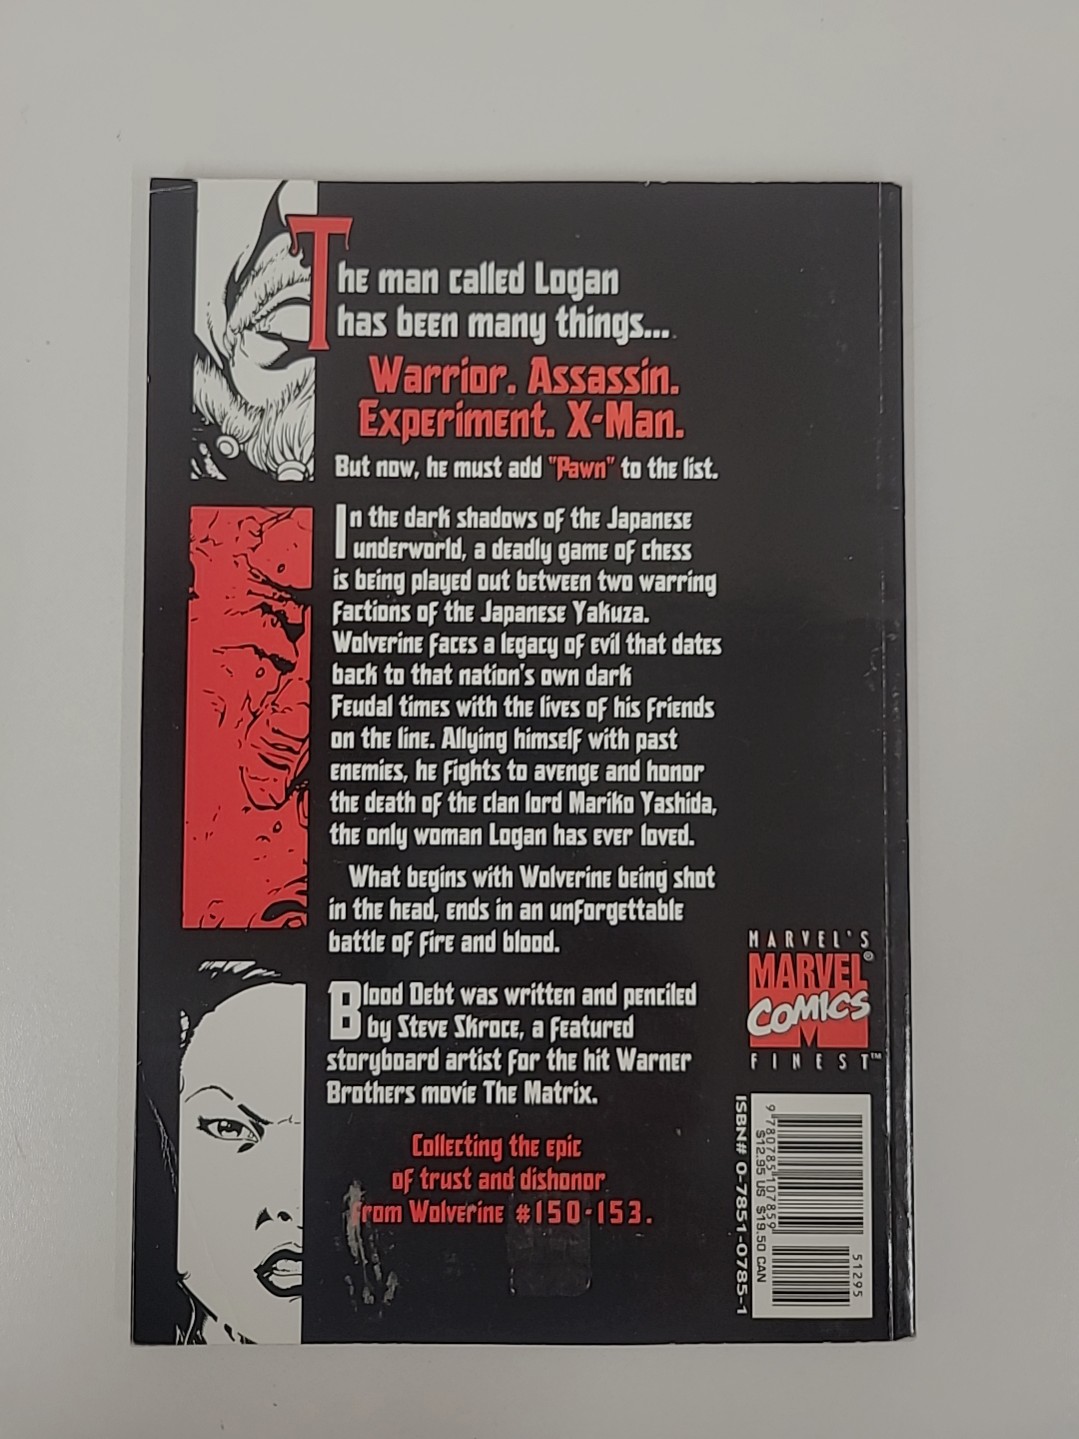 The man called Logan
has been many things...
Warrior. Assassin.
Experiment. X-Man.
But now, he must add "Pawn" to the list.
In the dark shadows of the Japanese
underworld, a deadly game of chess
is being played out between two warring
factions of the Japanese Yakuza.
Wolverine faces a legacy of evil that dates
back to that nation's own dark
feudal times with the lives of his friends
on the line. Allying himself with past
enemies, he fights to avenge and honor
the death of the clan lord Mariko Yashida,
the only woman Logan has ever loved.
What begins with Wolverine being shot
in the head, ends in an unforgettable
battle of fire and blood.
Blood Debt was written and penciled
by Steve Skroce, a featured
storyboard artist for the hit Warner
Brothers movie The Matrix.
Collecting the epic
of trust and dishonor
from Wolverine #150-153.
MARVEL'S
MARVEL®
COMICS
FINEST™
ISBN# 0-7851-0785-1
$12.95 US $19.50 CAN
9 780785 107859
51295